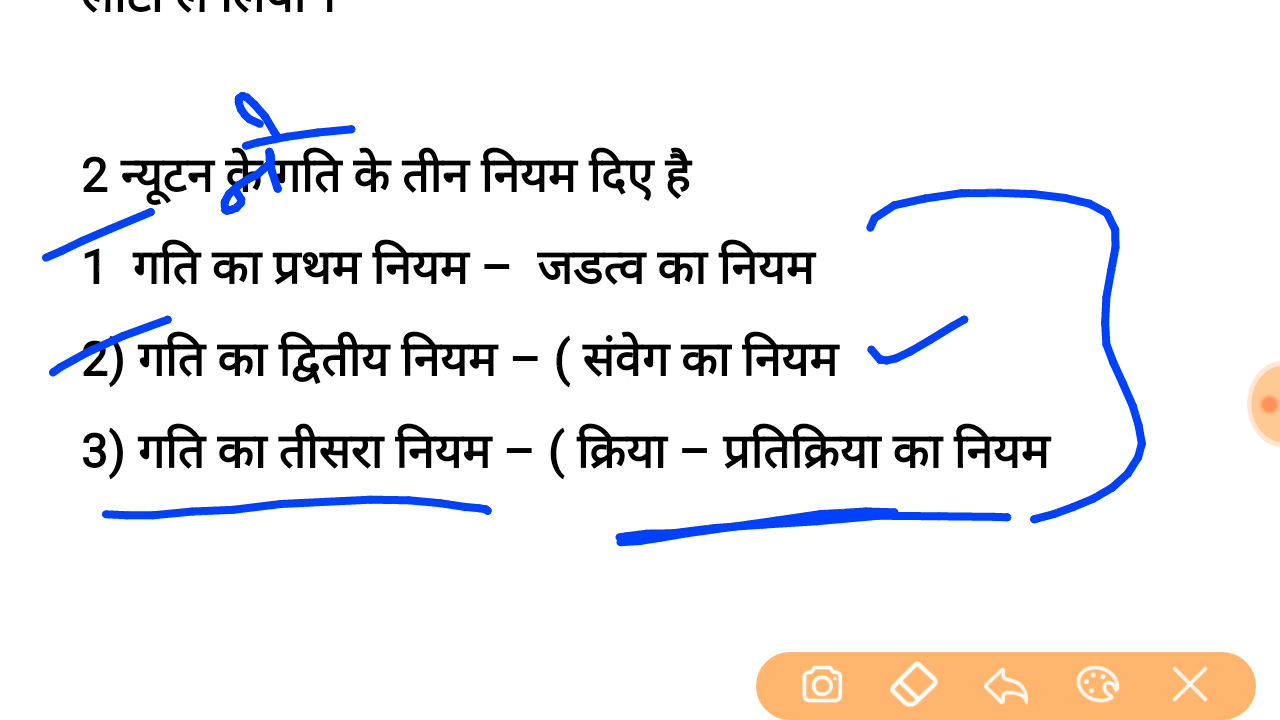 2 न्यूटन के गति के तीन नियम दिए है
1 गति का प्रथम नियम – जडत्व का नियम
2) गति का द्वितीय नियम – ( संवेग का नियम
3) गति का तीसरा नियम – ( क्रिया – प्रतिक्रिया का नियम